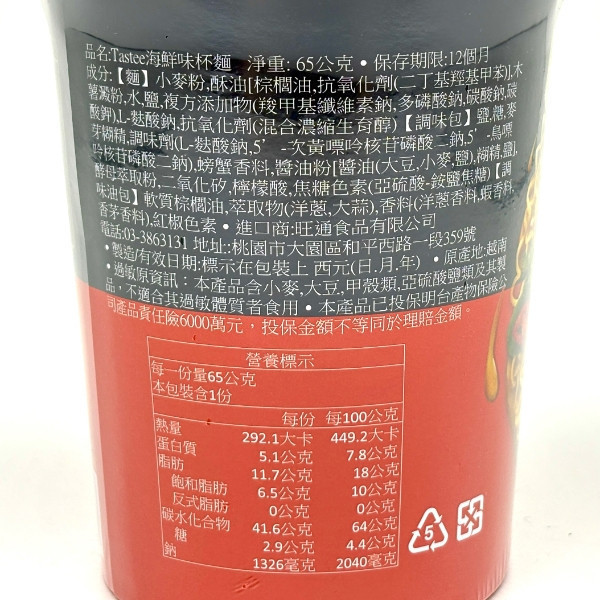 品名:Tastee海鮮味杯麵 淨重: 65公克•保存期限:12個月
成分:【麵】小麥粉,酥油[棕櫚油,抗氧化劑(二丁基羥基甲苯)],木
薯澱粉,水,鹽,複方添加物(羧甲基纖維素鈉,多磷酸鈉,碳酸鈉,碳
酸鉀),L-麩酸鈉,抗氧化劑(混合濃縮生育醇)【調味包】鹽,糖,麥
芽糊精,調味劑(L-麩酸鈉,5’-次黃嘌呤核苷磷酸二鈉,5’-鳥嘌
呤核苷磷酸二鈉),螃蟹香料,醬油粉[醬油(大豆,小麥,鹽),糊精,鹽],
酵母萃取粉,二氧化矽,檸檬酸,焦糖色素(亞硫酸-銨鹽焦糖)【調
味油包】軟質棕櫚油,萃取物(洋蔥,大蒜),香料(洋蔥香料,蝦香料,
香茅香料),紅椒色素•進口商:旺通食品有限公司
電話:03-3863131 地址:桃園市大園區和平西路一段359號
•製造/有效日期:標示在包裝上 西元(日.月.年) •原產地:越南
•過敏原資訊：本產品含小麥,大豆,甲殼類,亞硫酸鹽類及其製
品，不適合其過敏體質者食用•本產品已投保明台產物保險公
司產品責任險6000萬元，投保金額不等同於理賠金額。
營養標示
每一份量65公克
本包裝含1份
每份 每100公克
熱量 292.1大卡 449.2大卡
蛋白質 5.1公克 7.8公克
脂肪 11.7公克 18公克
飽和脂肪 6.5公克 10公克
反式脂肪 0公克 0公克
碳水化合物 41.6公克 64公克
糖 2.9公克 4.4公克
鈉 1326毫克 2040毫克
5